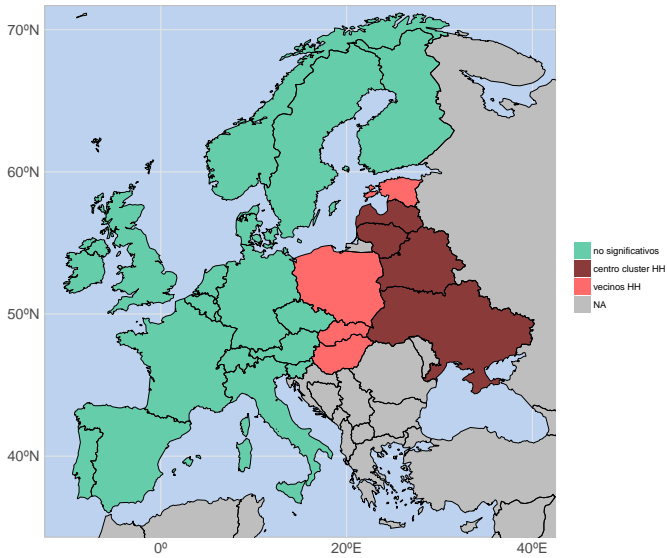 70ºN
60ºN
50ºN
40ºN
0º
20ºE
40ºE
no significativos
centro cluster HH
vecinos HH
NA